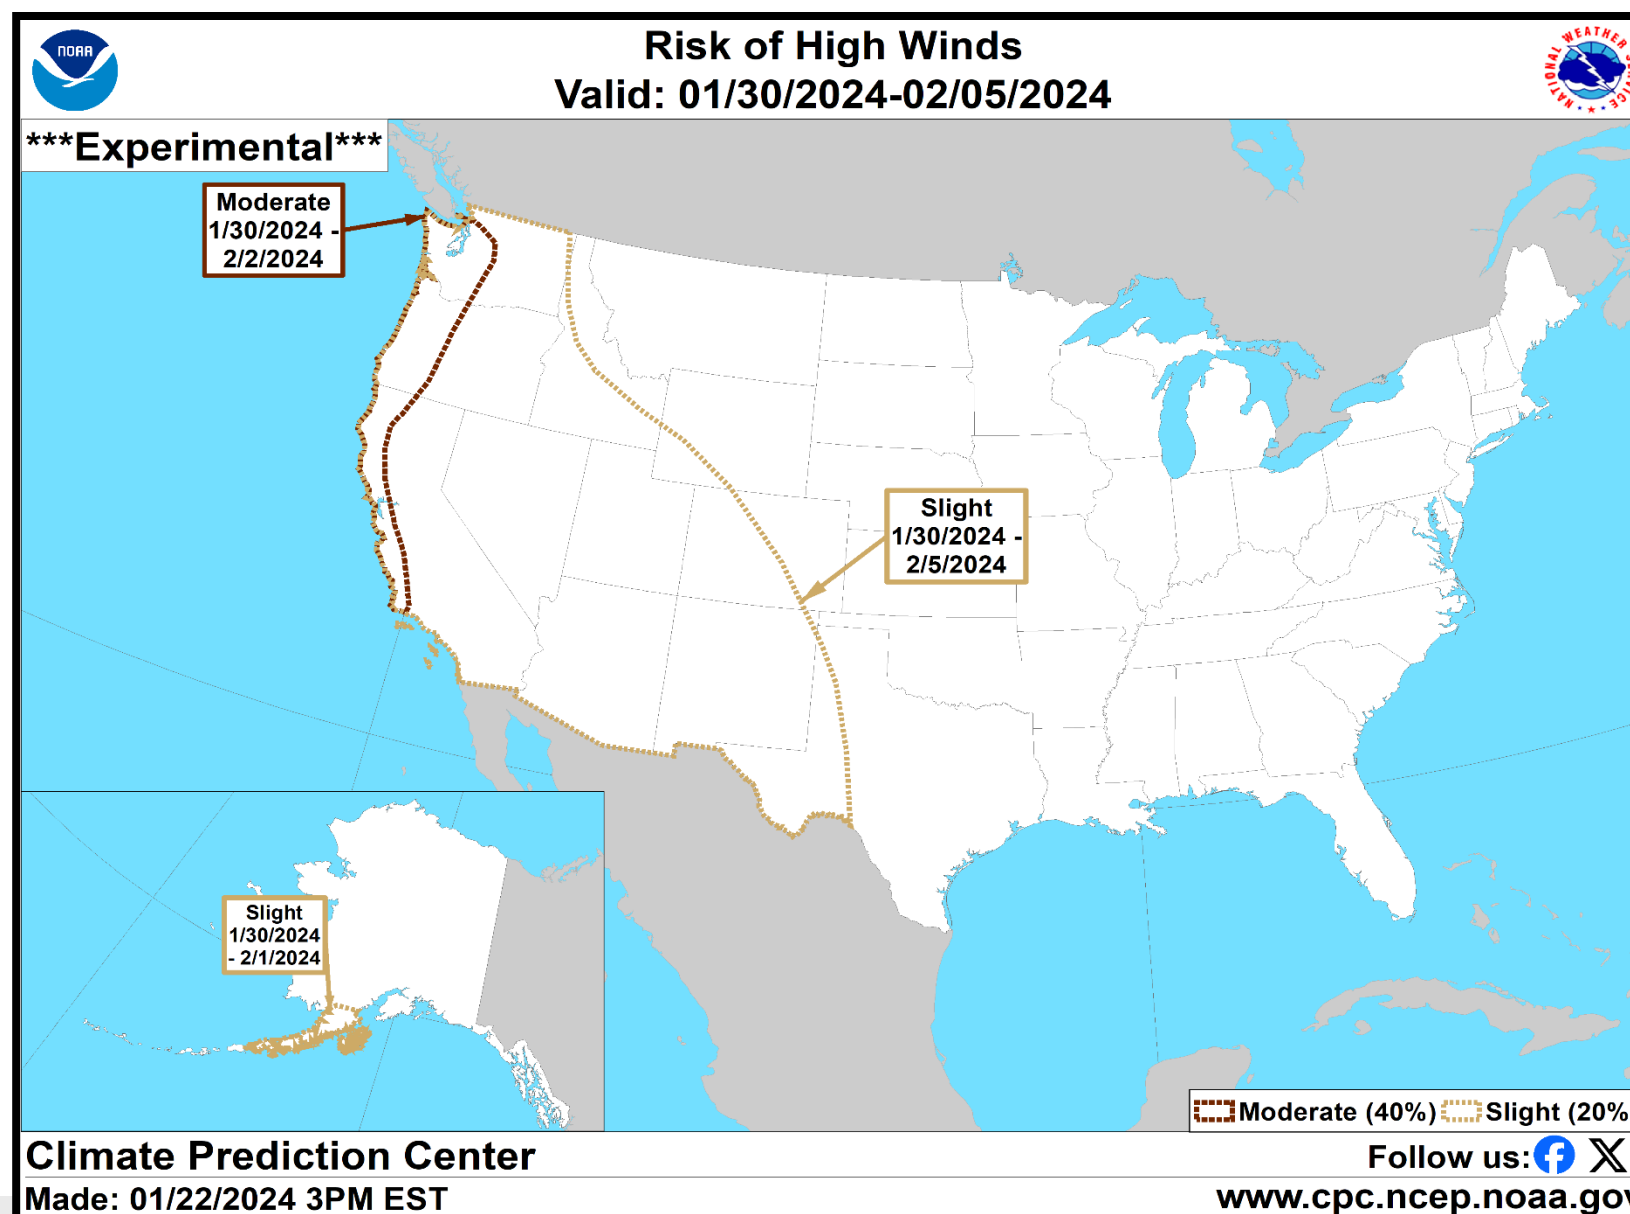 NOAA
Risk of High Winds
Valid: 01/30/2024-02/05/2024
NATIONAL WEATHER SERVICE
***Experimental***
Moderate
1/30/2024 -
2/2/2024
Slight
1/30/2024 -
2/5/2024
Slight
1/30/2024
- 2/1/2024
Moderate (40%) Slight (20%
Climate Prediction Center
Follow us:
Made: 01/22/2024 3PM EST
www.cpc.ncep.noaa.gov